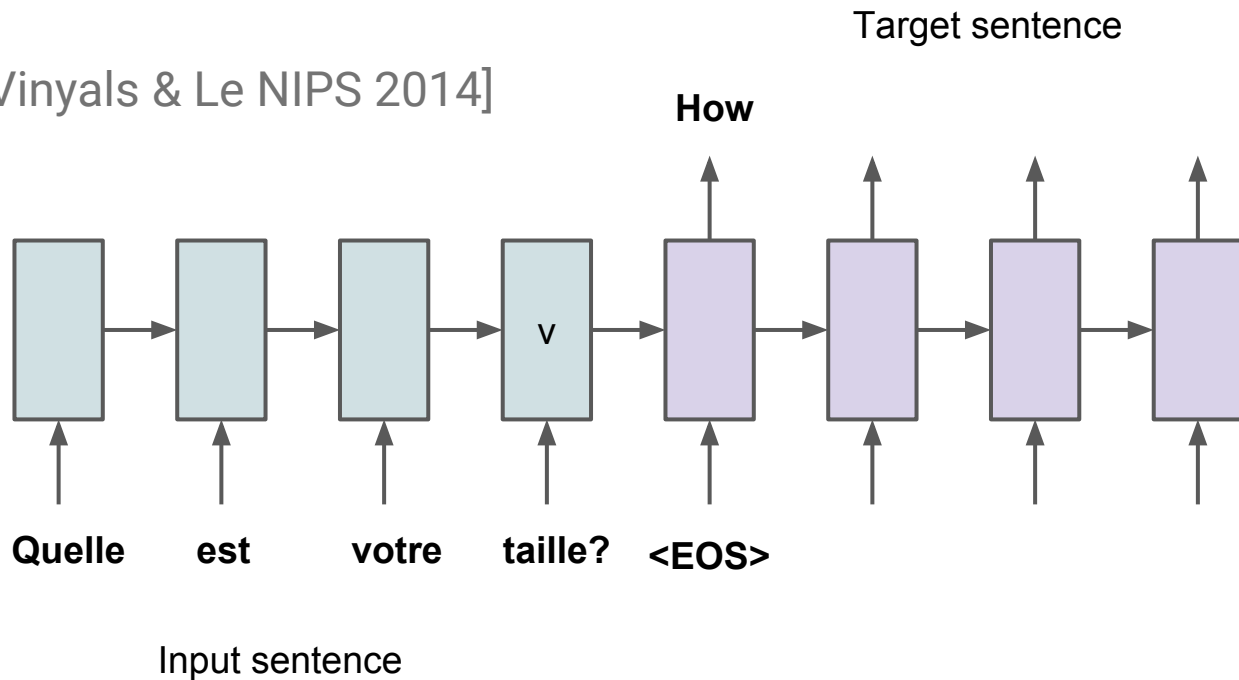 Target sentence
Vinyals & Le NIPS 2014]
How
v
Quelle est votre taille? <EOS>
Input sentence